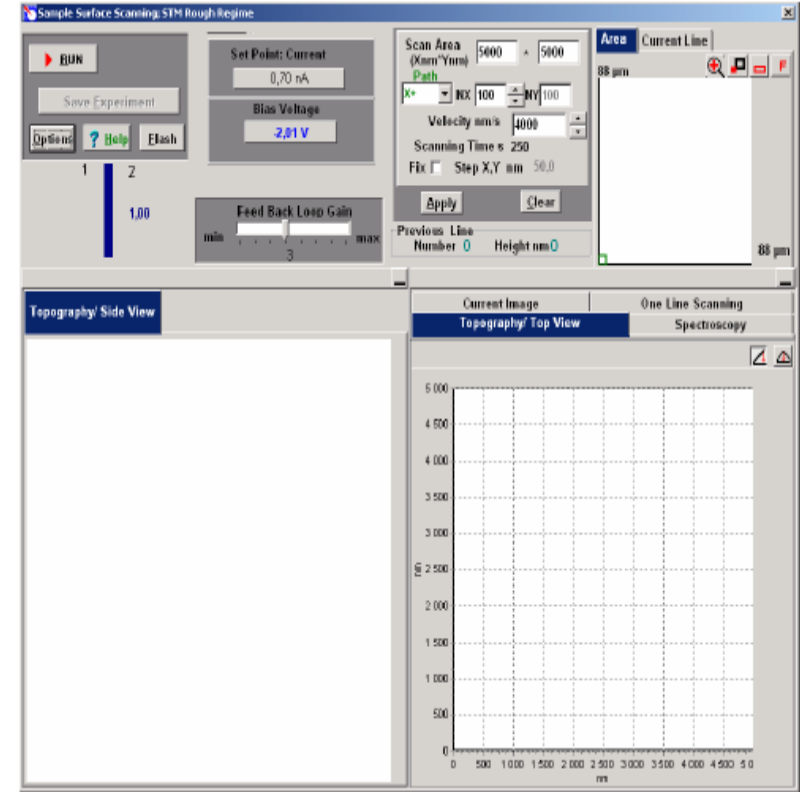 Sample Surface Scanning; STM Rough Regime
RUN
Save Experiment
Options ? Help Flash
1 2
1,00
Set Point: Current
0,70 nA
Bias Voltage
-2,01 V
Feed Back Loop Gain
min max
3
Scan Area
(Xnm*Ynm) 5000 * 5000
Path
X+ NX 100 NY 100
Velocity nm/s 4000
Scanning Time s 250
Fix Step X,Y nm 50,0
Apply Clear
Previous Line
Number 0 Height nm 0
Area Current Line
88 µm
F
88 µm
Topography/ Side View
Current Image One Line Scanning
Topography/ Top View Spectroscopy
5 000
4 500
4 000
3 500
3 000
2 500
2 000
1 500
1 000
500
0
nm
0 500 1 000 1 500 2 000 2 500 3 000 3 500 4 000 4 500 5 0
nm